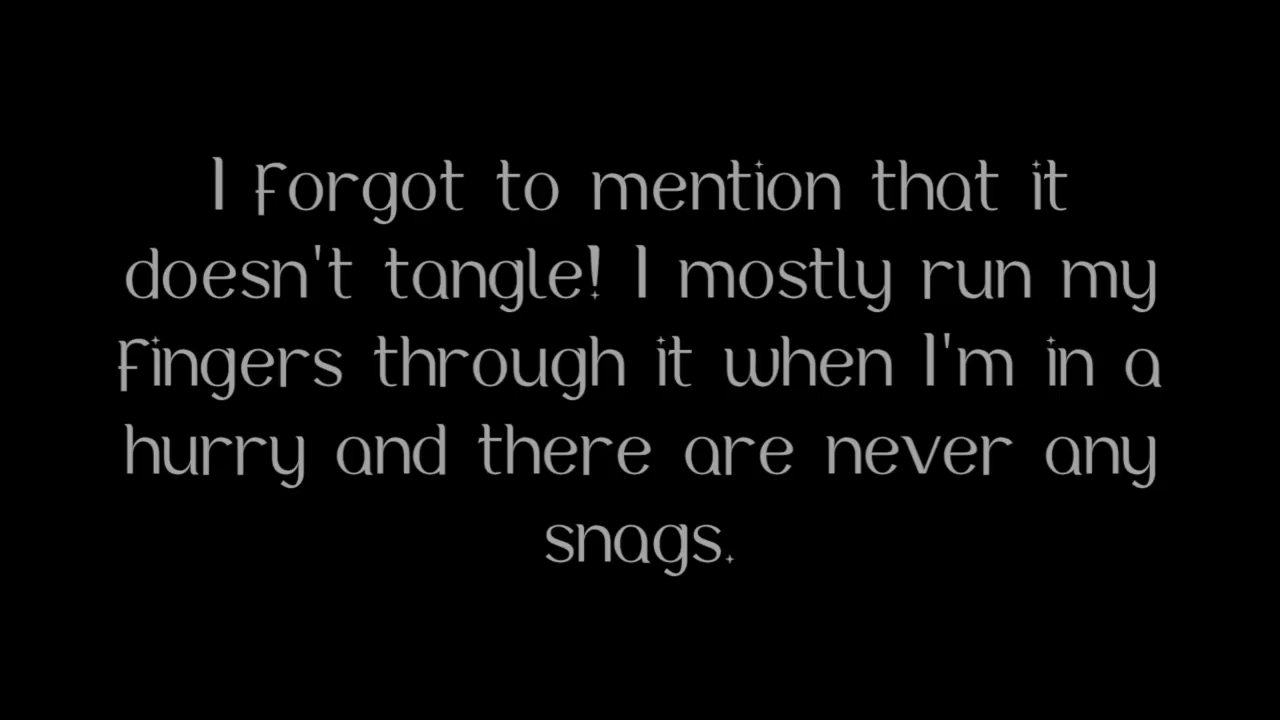 I forgot to mention that it
doesn't tangle! I mostly run my
fingers through it when I'm in a
hurry and there are never any
snags.